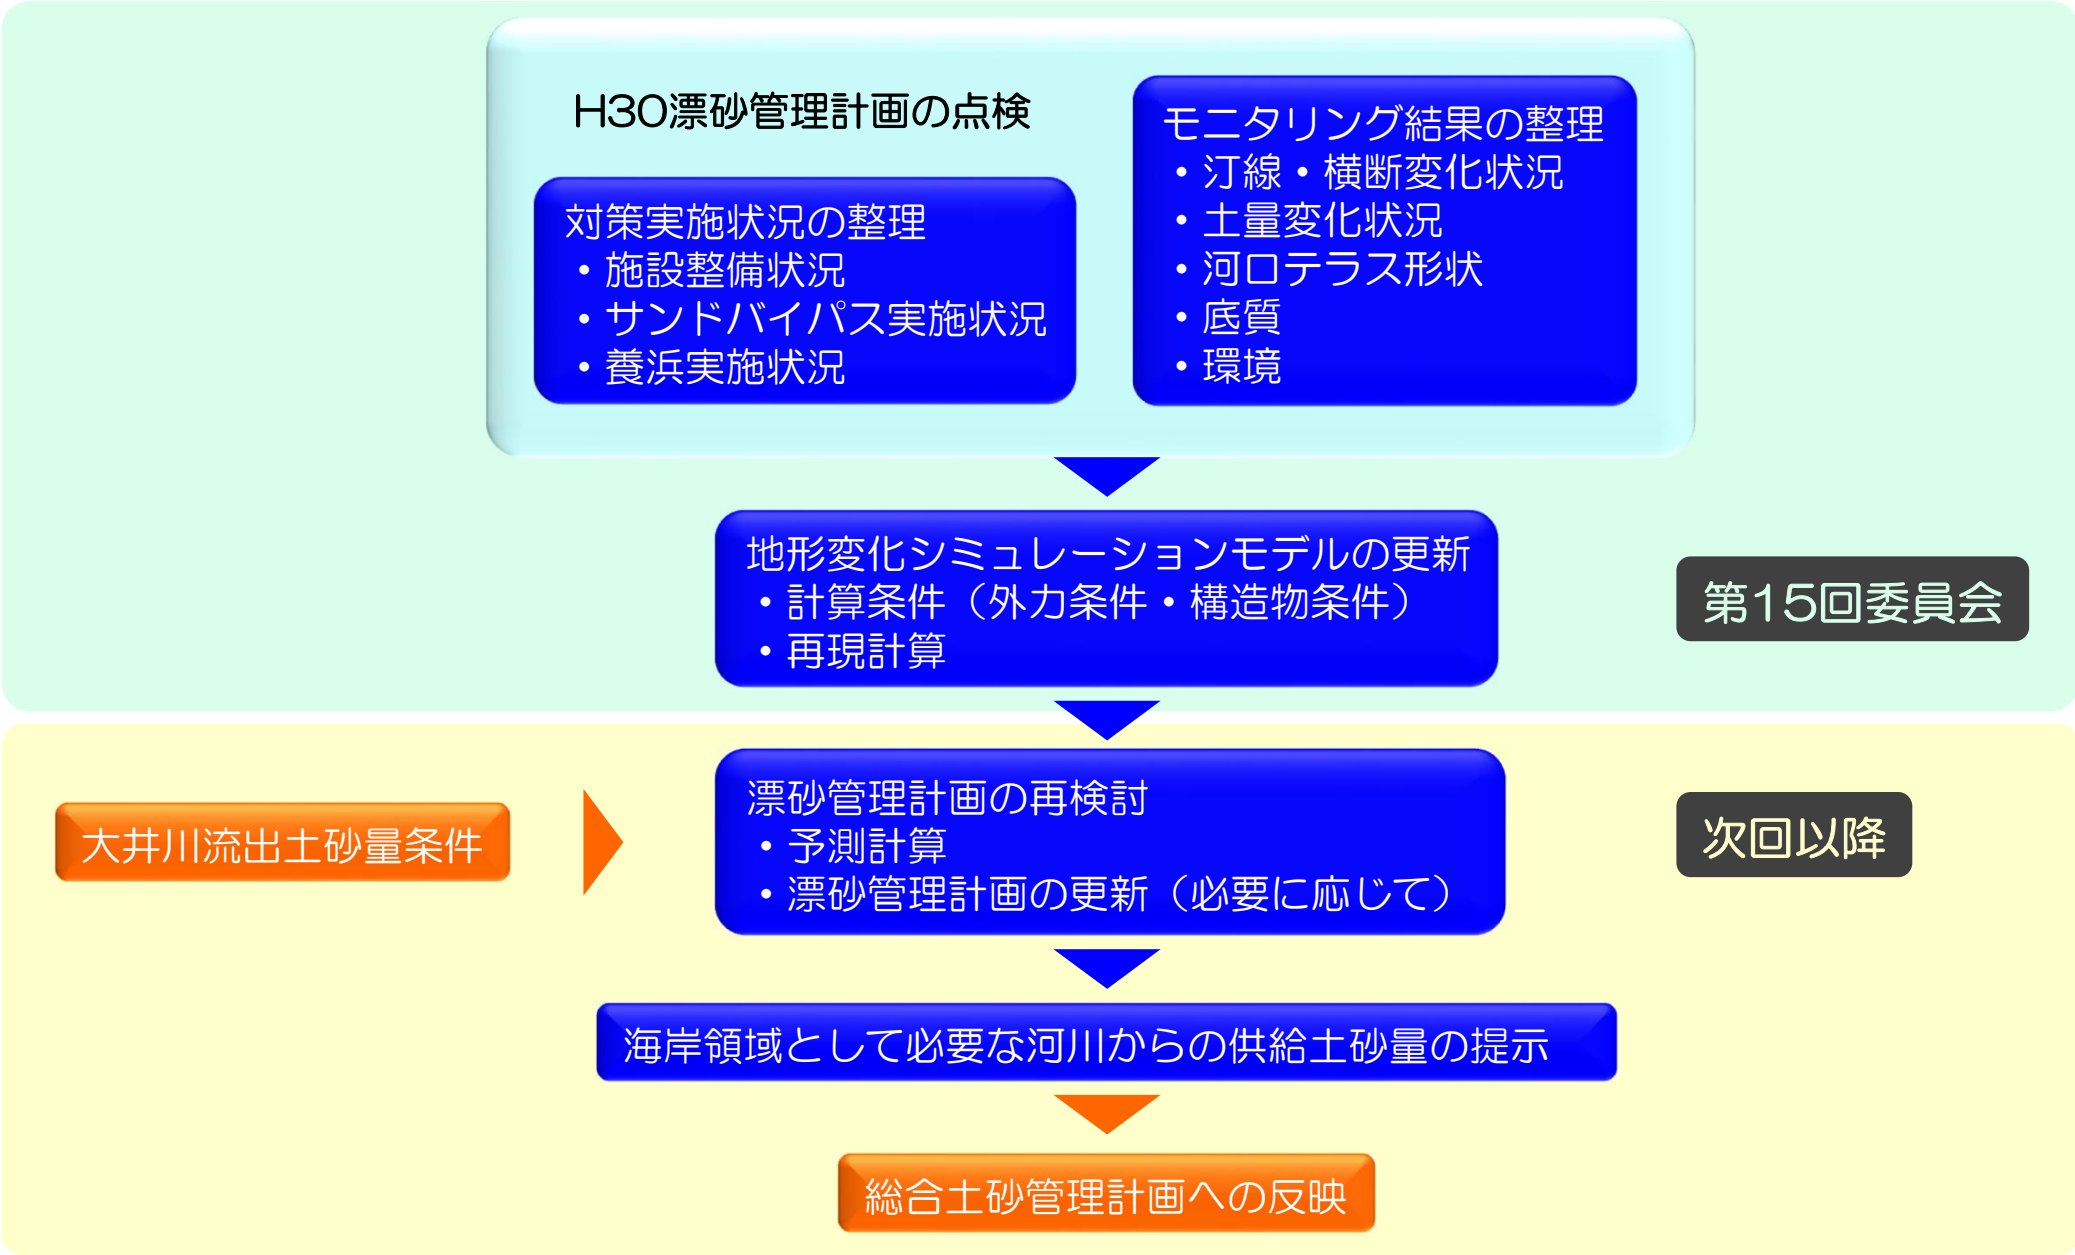 H30漂砂管理計画の点検
対策実施状況の整理
・施設整備状況
・サンドバイパス実施状況
・養浜実施状況
モニタリング結果の整理
・汀線・横断変化状況
・土量変化状況
・河口テラス形状
・底質
・環境
地形変化シミュレーションモデルの更新
・計算条件（外力条件・構造物条件）
・再現計算
第15回委員会
大井川流出土砂量条件
漂砂管理計画の再検討
・予測計算
・漂砂管理計画の更新（必要に応じて）
次回以降
海岸領域として必要な河川からの供給土砂量の提示
総合土砂管理計画への反映